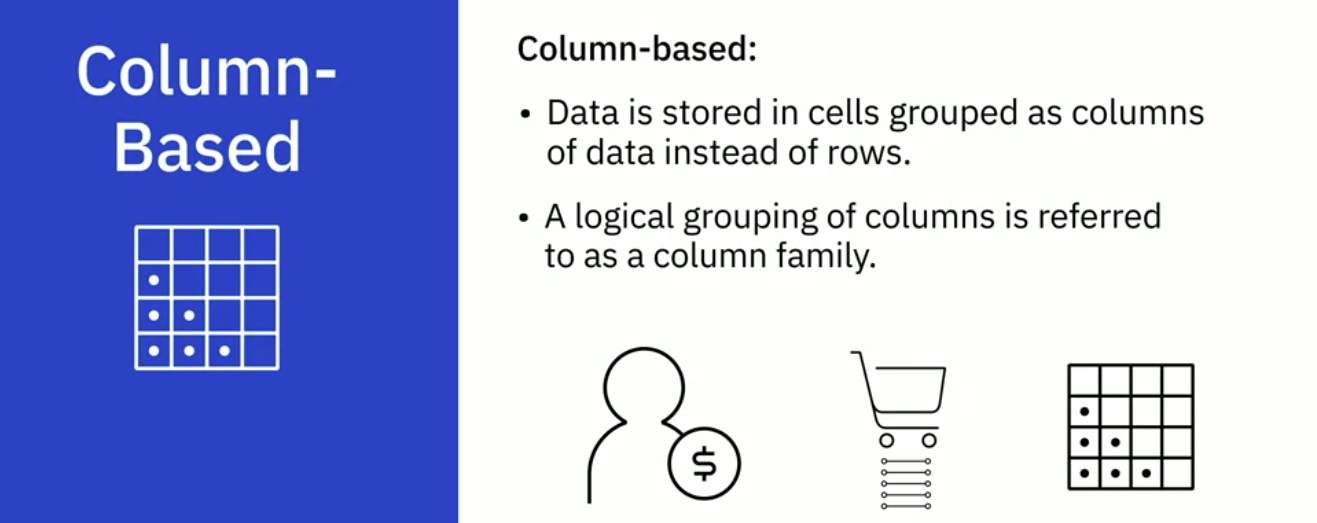 Column-
Based
Column-based:
• Data is stored in cells grouped as columns
of data instead of rows.
• A logical grouping of columns is referred
to as a column family.
$